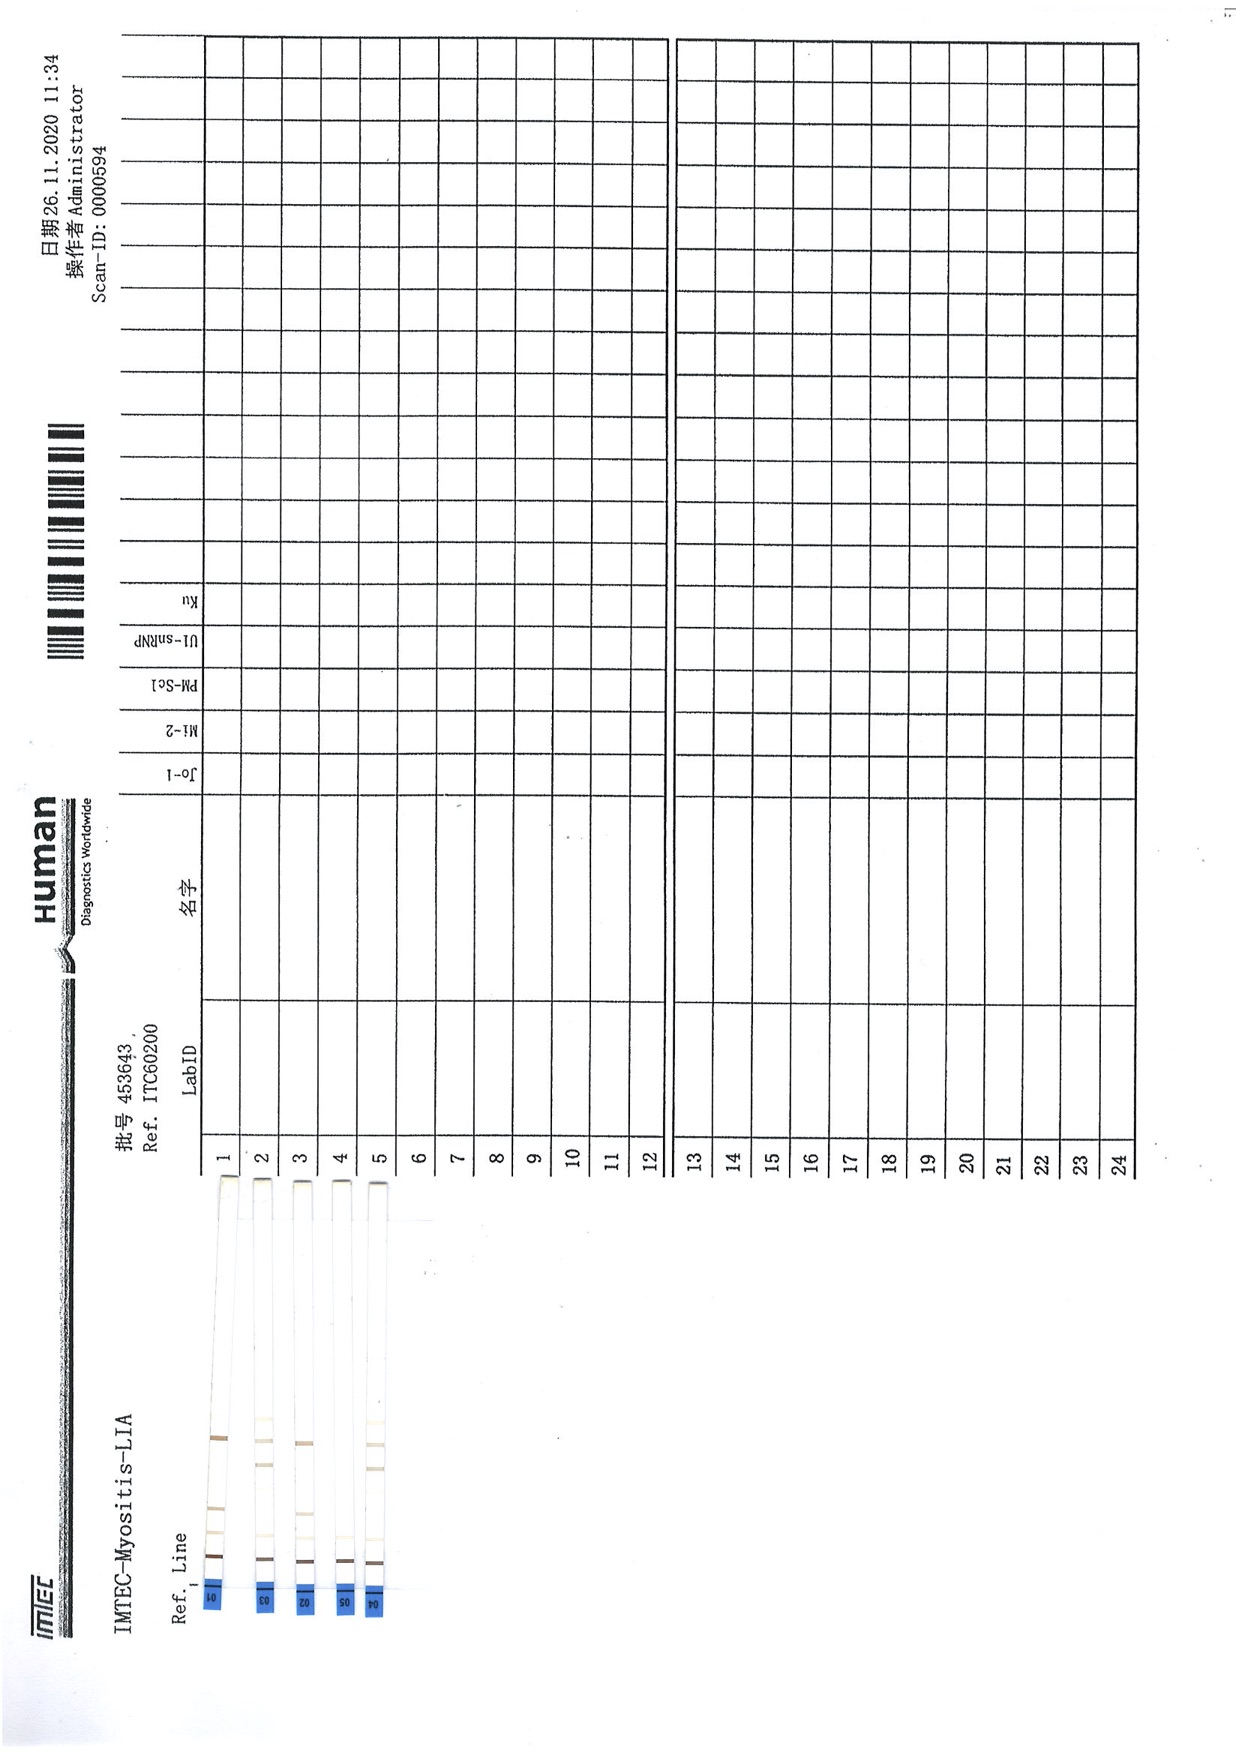 IMTEC
Human
Diagnostics Worldwide
日期26.11.2020 11:34
操作者Administrator
Scan-ID: 0000594
IMTEC-Myositis-LIA
批号 453643
Ref. ITC60200
Ref. Line
LabID
名字
Jo-1
Mi-2
PM-Scl
U1-snRNP
Ku
01
1
03
2
02
3
05
4
04
5
6
7
8
9
10
11
12
13
14
15
16
17
18
19
20
21
22
23
24